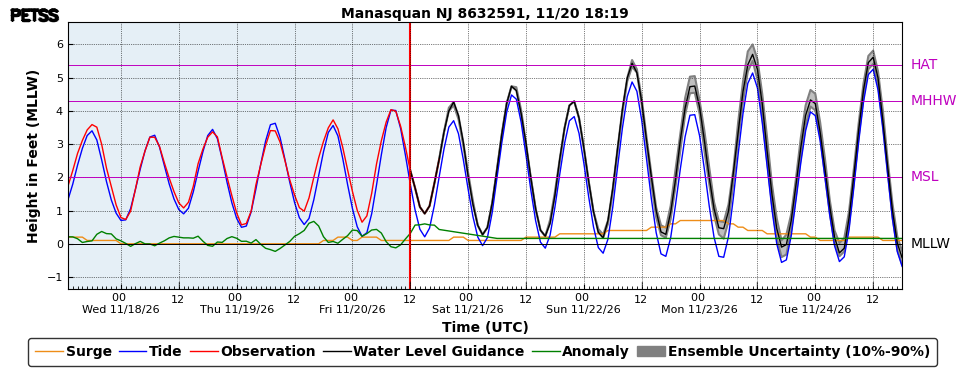 PETSS
Manasquan NJ 8632591, 11/20 18:19
Height in Feet (MLLW)
6
5
4
3
2
1
0
−1
HAT
MHHW
MSL
MLLW
00 12 00 12 00 12 00 12 00 12 00 12 00 12
Wed 11/18/26 Thu 11/19/26 Fri 11/20/26 Sat 11/21/26 Sun 11/22/26 Mon 11/23/26 Tue 11/24/26
Time (UTC)
Surge Tide Observation Water Level Guidance Anomaly Ensemble Uncertainty (10%-90%)